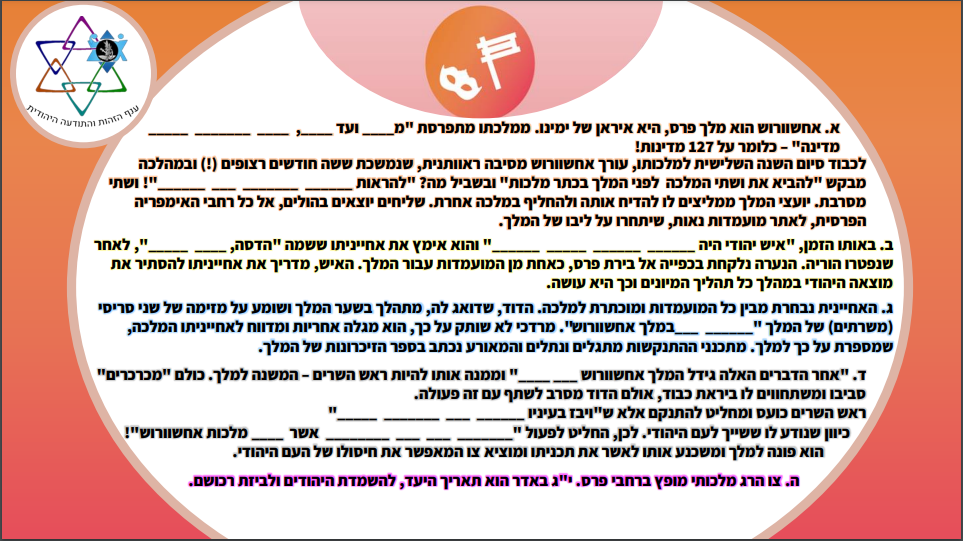 ענף הזהות והתודעה היהודית
א. אחשוורוש הוא מלך פרס, היא איראן של ימינו. ממלכתו מתפרסת "מ____ ועד ____, ____ _______ _____
מדינה" – כלומר על 127 מדינות!
לכבוד סיום השנה השלישית למלכותו, עורך אחשוורוש מסיבה ראוותנית, שנמשכת ששה חודשים רצופים (!) ובמהלכה
מבקש "להביא את ושתי המלכה לפני המלך בכתר מלכות" ובשביל מה? "להראות ______ _______ ___ ______"! ושתי
מסרבת. יועצי המלך ממליצים לו להדיח אותה ולהחליף במלכה אחרת. שליחים יוצאים בהולים, אל כל רחבי האימפריה
הפרסית, לאתר מועמדות נאות, שיתחרו על ליבו של המלך.
ב. באותו הזמן, "איש יהודי היה ______ ______ _____ ______" והוא אימץ את אחייניתו ששמה "הדסה, ____ _____", לאחר
שנפטרו הוריה. הנערה נלקחת בכפייה אל בירת פרס, כאחת מן המועמדות עבור המלך. האיש, מדריך את אחייניתו להסתיר את
מוצאה היהודי במהלך כל תהליך המיונים וכך היא עושה.
ג. האחיינית נבחרת מבין כל המועמדות ומוכתרת למלכה. הדוד, שדואג לה, מתהלך בשער המלך ושומע על מזימה של שני סריסי
(משרתים) של המלך "______ ___במלך אחשוורוש". מרדכי לא שותק על כך, הוא מגלה אחריות ומדווח לאחייניתו המלכה,
שמספרת על כך למלך. מתכנני ההתנקשות מתגלים ונתלים והמאורע נכתב בספר הזיכרונות של המלך.
ד. "אחר הדברים האלה גידל המלך אחשוורוש ___ ____" וממנה אותו להיות ראש השרים – המשנה למלך. כולם "מכרכרים"
סביבו ומשתחווים לו ביראת כבוד, אולם הדוד מסרב לשתף עם זה פעולה.
ראש השרים כועס ומחליט להתנקם אלא ש"ויבז בעיניו ______ ___ _______ _____"
כיוון שנודע לו ששייך לעם היהודי. לכן, החליט לפעול "_______ ___ ___ ________ אשר ____ מלכות אחשוורוש"!
הוא פונה למלך ומשכנע אותו לאשר את תכניתו ומוציא צו המאפשר את חיסולו של העם היהודי.
ה. צו הרג מלכותי מופץ ברחבי פרס. י"ג באדר הוא תאריך היעד, להשמדת היהודים ולביזת רכושם.